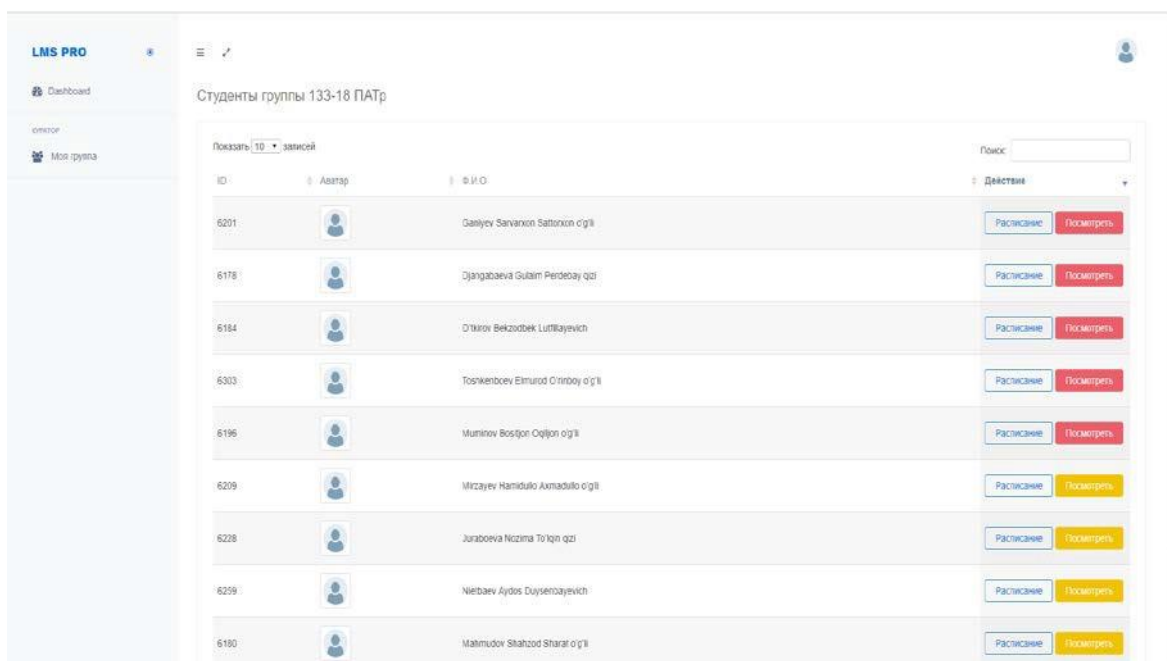 LMS PRO
Dashboard
КУРАТОР
Моя группа
Студенты группы 133-18 ПАТр
Показать 10 записей
Поиск:
ID Аватар Ф.И.О Действия
6201 Ganiyev Sarvarxon Sattorxon o'g'li Расписание Посмотреть
6178 Djangabaeva Gulaim Perdebay qizi Расписание Посмотреть
6184 O'tkirov Bekzodbek Lutfillayevich Расписание Посмотреть
6303 Toshkenboev Elmurod O'rinboy o'g'li Расписание Посмотреть
6196 Muminov Bositjon Oqiljon o'g'li Расписание Посмотреть
6209 Mirzayev Hamidullo Axmadullo o'g'li Расписание Посмотреть
6228 Juraboeva Nozima To'lqin qizi Расписание Посмотреть
6259 Nietbaev Aydos Duysenbayevich Расписание Посмотреть
6180 Mahmudov Shahzod Sharaf o'g'li Расписание Посмотреть